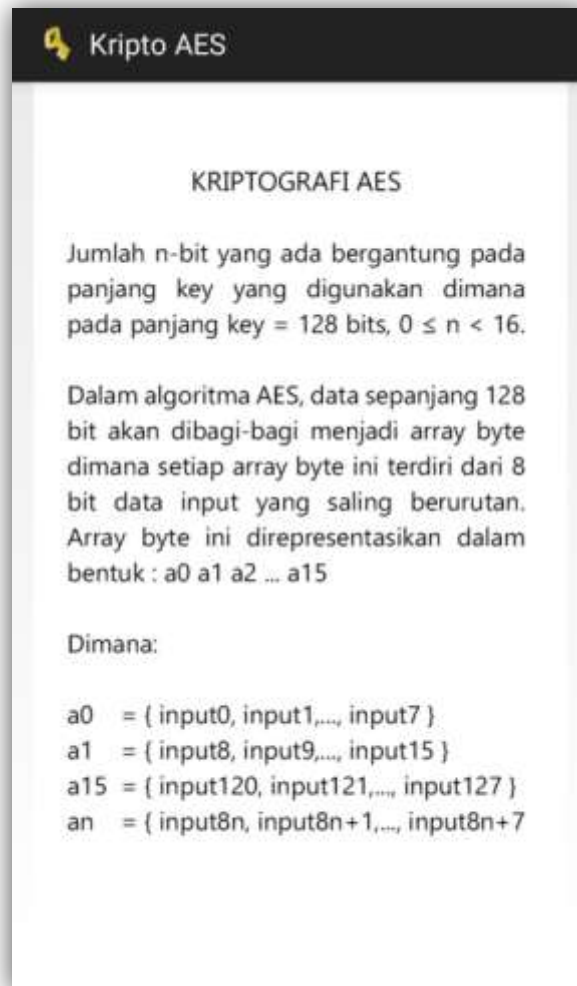 Kripto AES
KRIPTOGRAFI AES
Jumlah n-bit yang ada bergantung pada
panjang key yang digunakan dimana
pada panjang key = 128 bits, 0 ≤ n < 16.
Dalam algoritma AES, data sepanjang 128
bit akan dibagi-bagi menjadi array byte
dimana setiap array byte ini terdiri dari 8
bit data input yang saling berurutan.
Array byte ini direpresentasikan dalam
bentuk : a0 a1 a2 ... a15
Dimana:
a0 = { input0, input1,..., input7 }
a1 = { input8, input9,..., input15 }
a15 = { input120, input121,..., input127 }
an = { input8n, input8n+1,..., input8n+7